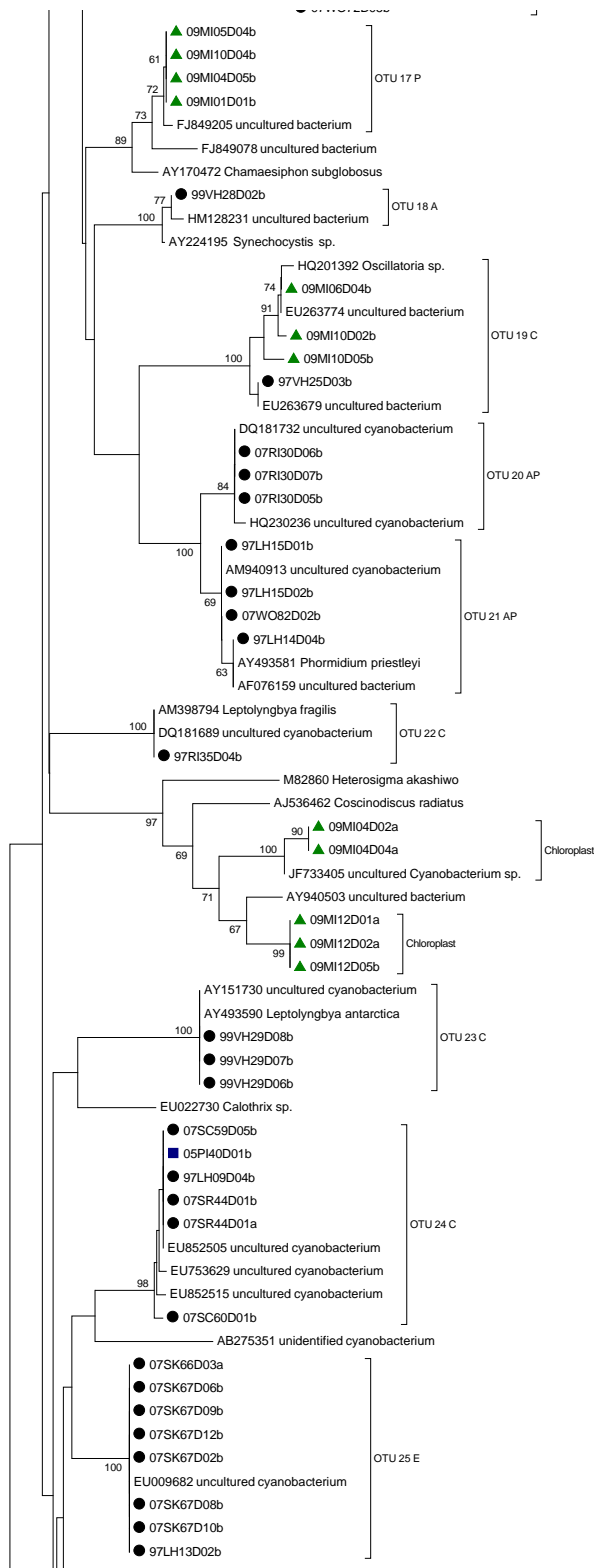 09MI05D04b
09MI10D04b
61
09MI04D05b
OTU 17 P
72
09MI01D01b
73
FJ849205 uncultured bacterium
89
FJ849078 uncultured bacterium
AY170472 Chamaesiphon subglobosus
99VH28D02b
77
OTU 18 A
100
HM128231 uncultured bacterium
AY224195 Synechocystis sp.
HQ201392 Oscillatoria sp.
74
09MI06D04b
91
EU263774 uncultured bacterium
09MI10D02b
OTU 19 C
100
09MI10D05b
97VH25D03b
EU263679 uncultured bacterium
DQ181732 uncultured cyanobacterium
07RI30D06b
07RI30D07b
OTU 20 AP
84
07RI30D05b
HQ230236 uncultured cyanobacterium
100
97LH15D01b
AM940913 uncultured cyanobacterium
69
97LH15D02b
07WO82D02b
OTU 21 AP
97LH14D04b
63
AY493581 Phormidium priestleyi
AF076159 uncultured bacterium
AM398794 Leptolyngbya fragilis
100
DQ181689 uncultured cyanobacterium
OTU 22 C
97RI35D04b
M82860 Heterosigma akashiwo
97
AJ536462 Coscinodiscus radiatus
69
09MI04D02a
90
09MI04D04a
Chloroplast
100
JF733405 uncultured Cyanobacterium sp.
71
AY940503 uncultured bacterium
67
09MI12D01a
09MI12D02a
Chloroplast
99
09MI12D05b
AY151730 uncultured cyanobacterium
AY493590 Leptolyngbya antarctica
100
99VH29D08b
OTU 23 C
99VH29D07b
99VH29D06b
EU022730 Calothrix sp.
07SC59D05b
05PI40D01b
97LH09D04b
07SR44D01b
07SR44D01a
OTU 24 C
EU852505 uncultured cyanobacterium
EU753629 uncultured cyanobacterium
98
EU852515 uncultured cyanobacterium
07SC60D01b
AB275351 unidentified cyanobacterium
07SK66D03a
07SK67D06b
07SK67D09b
07SK67D12b
07SK67D02b
OTU 25 E
100
EU009682 uncultured cyanobacterium
07SK67D08b
07SK67D10b
97LH13D02b